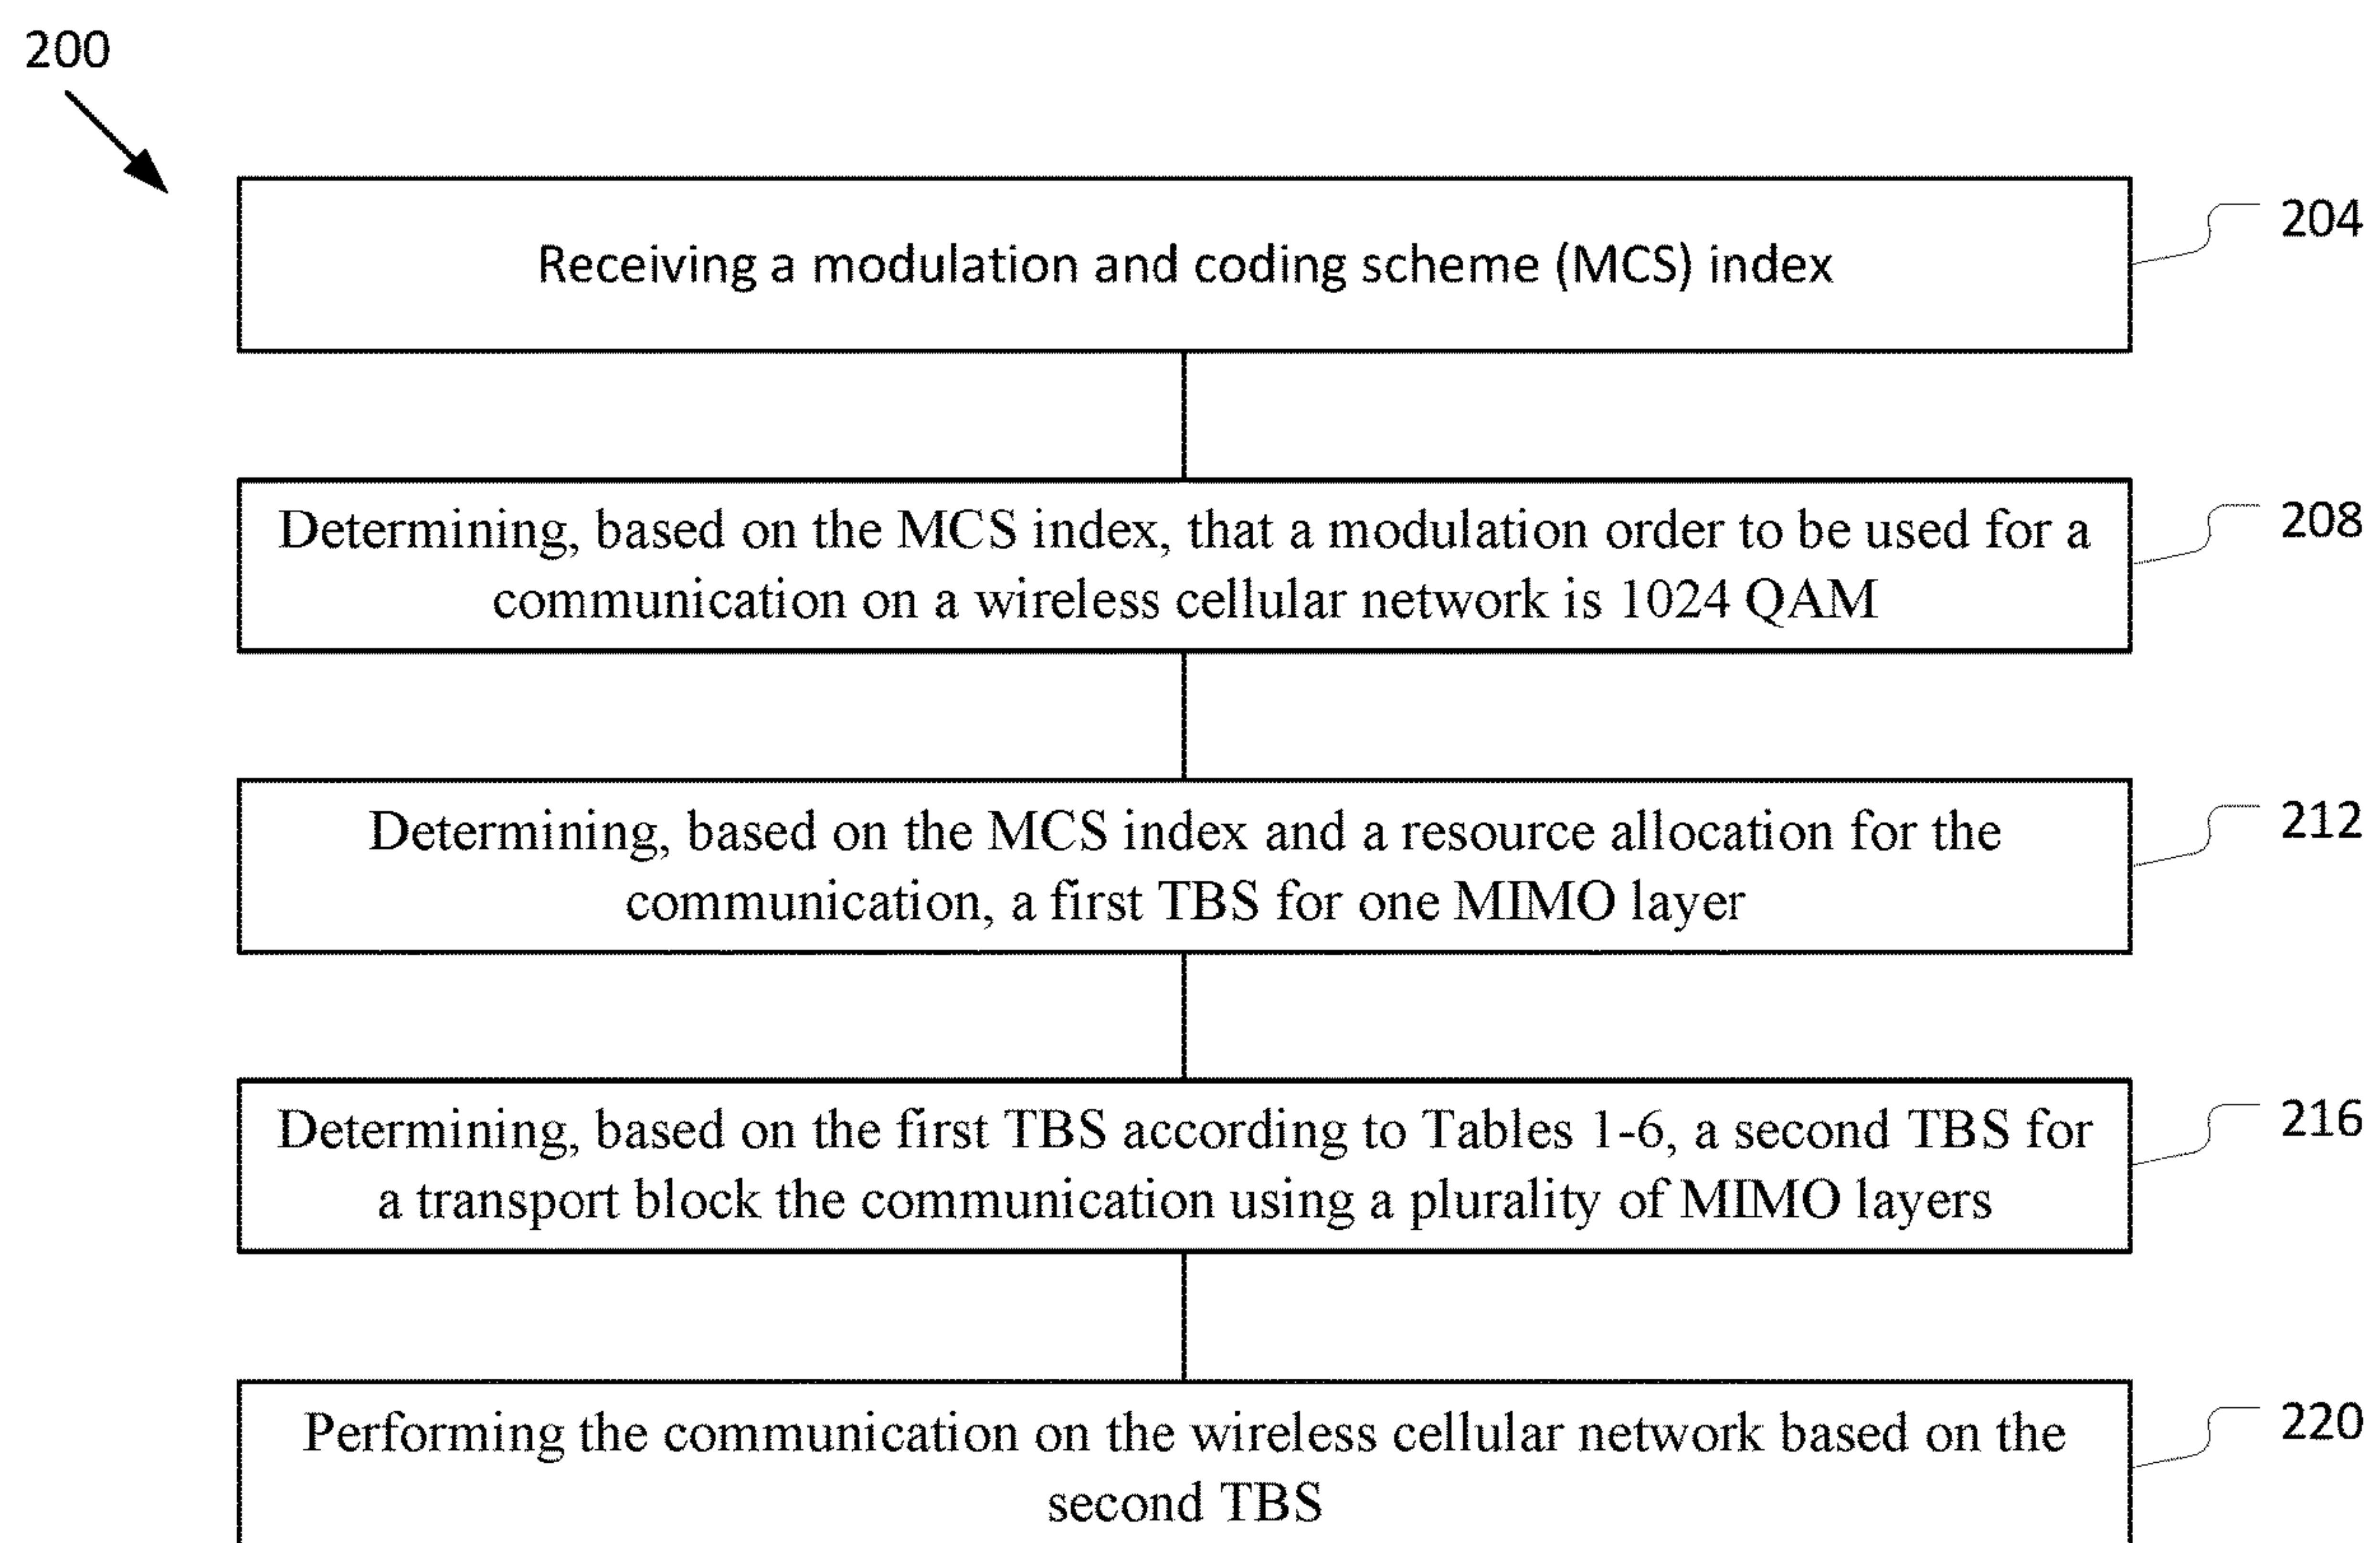 200
Receiving a modulation and coding scheme (MCS) index
204
Determining, based on the MCS index, that a modulation order to be used for a
communication on a wireless cellular network is 1024 QAM
208
Determining, based on the MCS index and a resource allocation for the
communication, a first TBS for one MIMO layer
212
Determining, based on the first TBS according to Tables 1-6, a second TBS for
a transport block the communication using a plurality of MIMO layers
216
Performing the communication on the wireless cellular network based on the
second TBS
220